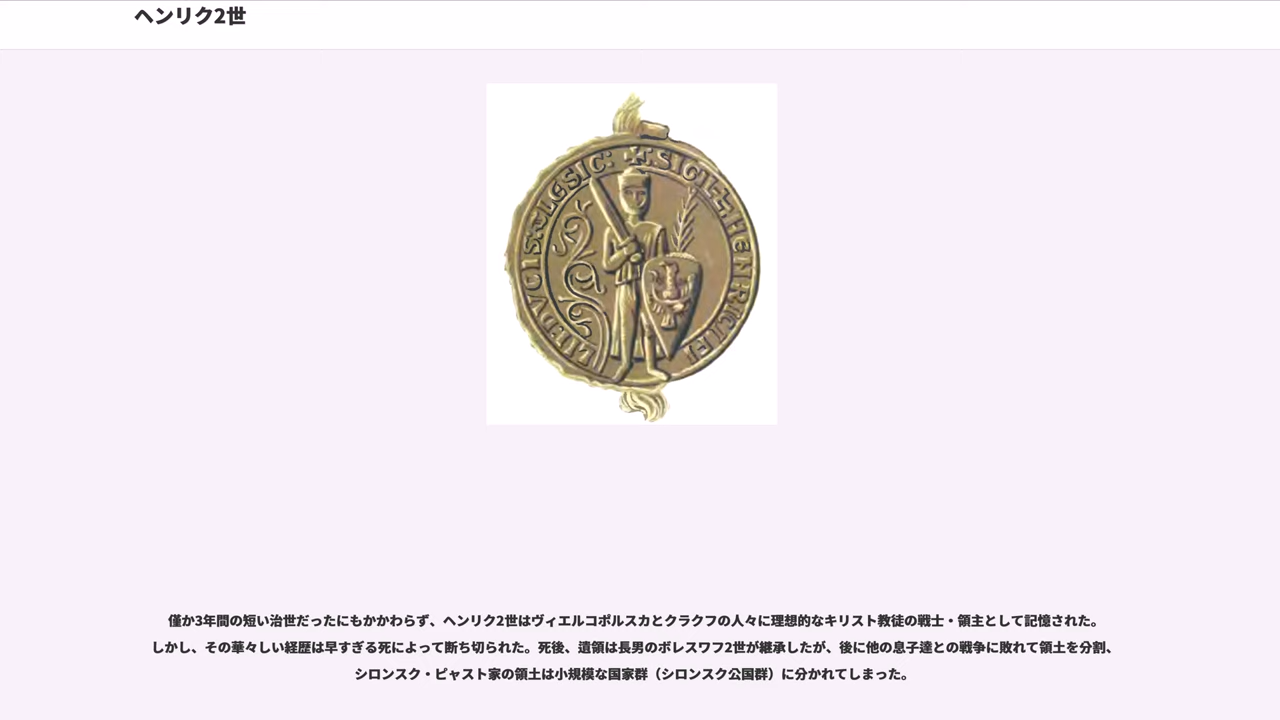 ヘンリク2世
SIGILL HENRICI FI
LII DVCIS ZLESIC
僅か3年間の短い治世だったにもかかわらず、ヘンリク2世はヴィエルコポルスカとクラクフの人々に理想的なキリスト教徒の戦士・領主として記憶された。
しかし、その華々しい経歴は早すぎる死によって断ち切られた。死後、遺領は長男のボレスワフ2世が継承したが、後に他の息子達との戦争に敗れて領土を分割、
シロンスク・ピャスト家の領土は小規模な国家群（シロンスク公国群）に分かれてしまった。